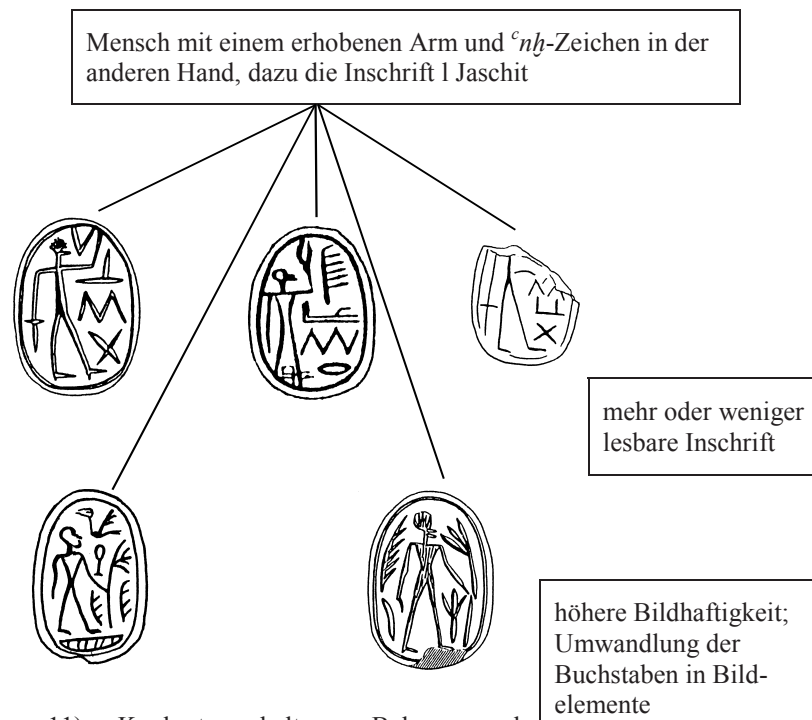 Mensch mit einem erhobenen Arm und ᶜnḫ-Zeichen in der
anderen Hand, dazu die Inschrift l Jaschit
mehr oder weniger
lesbare Inschrift
höhere Bildhaftigkeit;
Umwandlung der
Buchstaben in Bild-
elemente